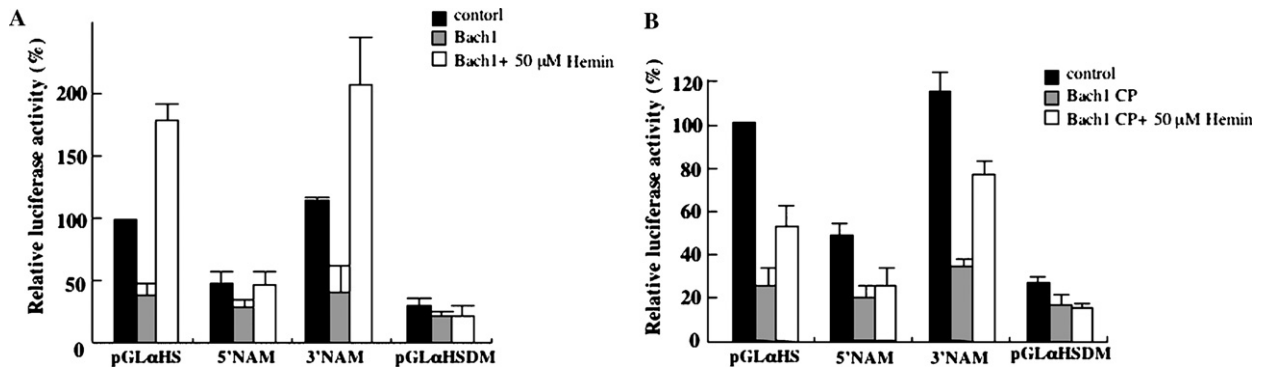 A
Relative luciferase activity (%)
200
150
100
50
0
contorl
Bach1
Bach1+ 50 μM Hemin
pGLαHS 5'NAM 3'NAM pGLαHSDM
B
Relative luciferase activity (%)
120
100
80
60
40
20
0
control
Bach1 CP
Bach1 CP+ 50 μM Hemin
pGLαHS 5'NAM 3'NAM pGLαHSDM